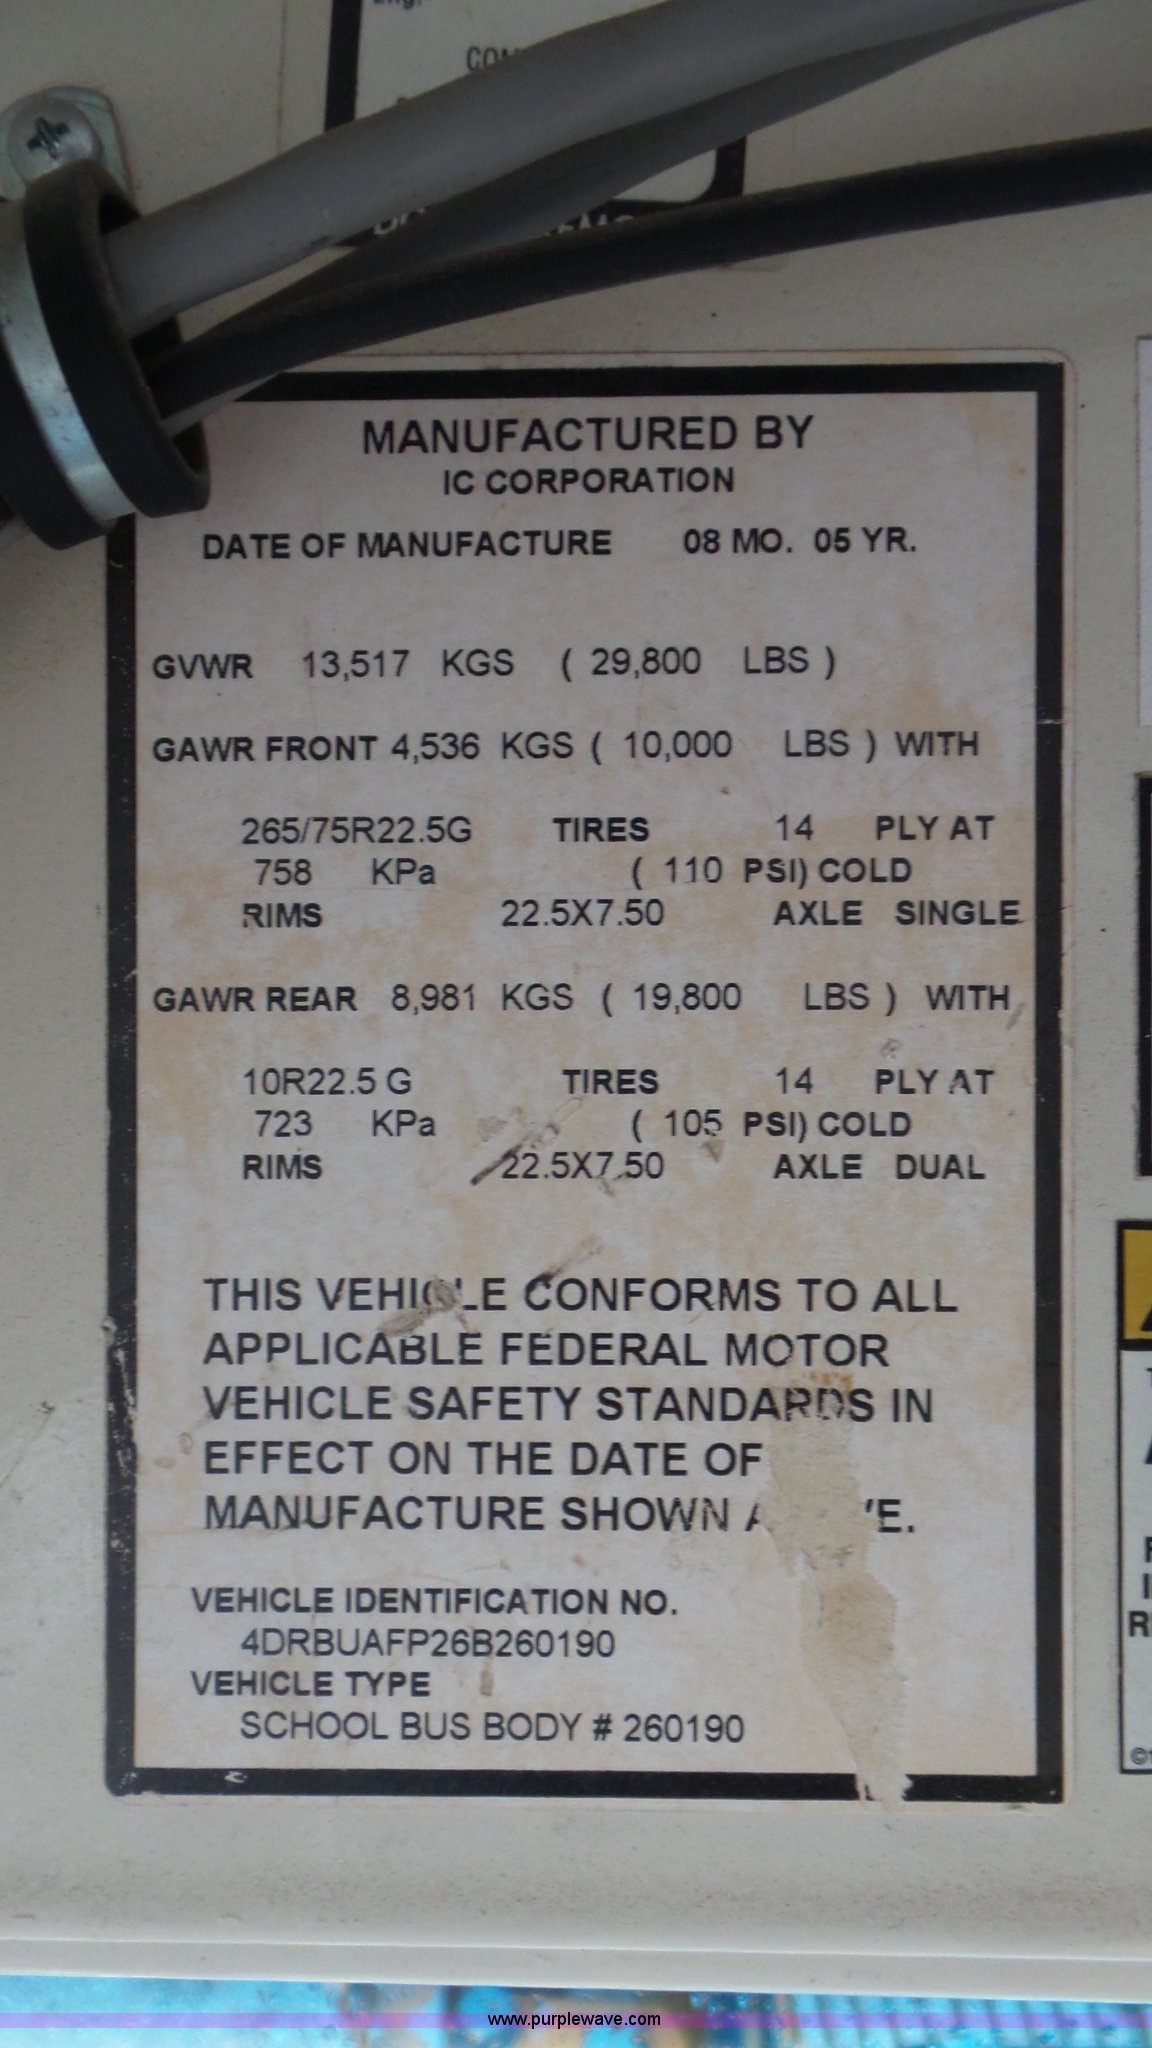 MANUFACTURED BY
IC CORPORATION
DATE OF MANUFACTURE 08 MO. 05 YR.
GVWR 13,517 KGS ( 29,800 LBS )
GAWR FRONT 4,536 KGS ( 10,000 LBS ) WITH
265/75R22.5G TIRES 14 PLY AT
758 KPa ( 110 PSI) COLD
RIMS 22.5X7.50 AXLE SINGLE
GAWR REAR 8,981 KGS ( 19,800 LBS ) WITH
10R22.5 G TIRES 14 PLY AT
723 KPa ( 105 PSI) COLD
RIMS 22.5X7.50 AXLE DUAL
THIS VEHICLE CONFORMS TO ALL
APPLICABLE FEDERAL MOTOR
VEHICLE SAFETY STANDARDS IN
EFFECT ON THE DATE OF
MANUFACTURE SHOWN
VEHICLE IDENTIFICATION NO.
4DRBUAFP26B260190
VEHICLE TYPE
SCHOOL BUS BODY # 260190
www.purplewave.com